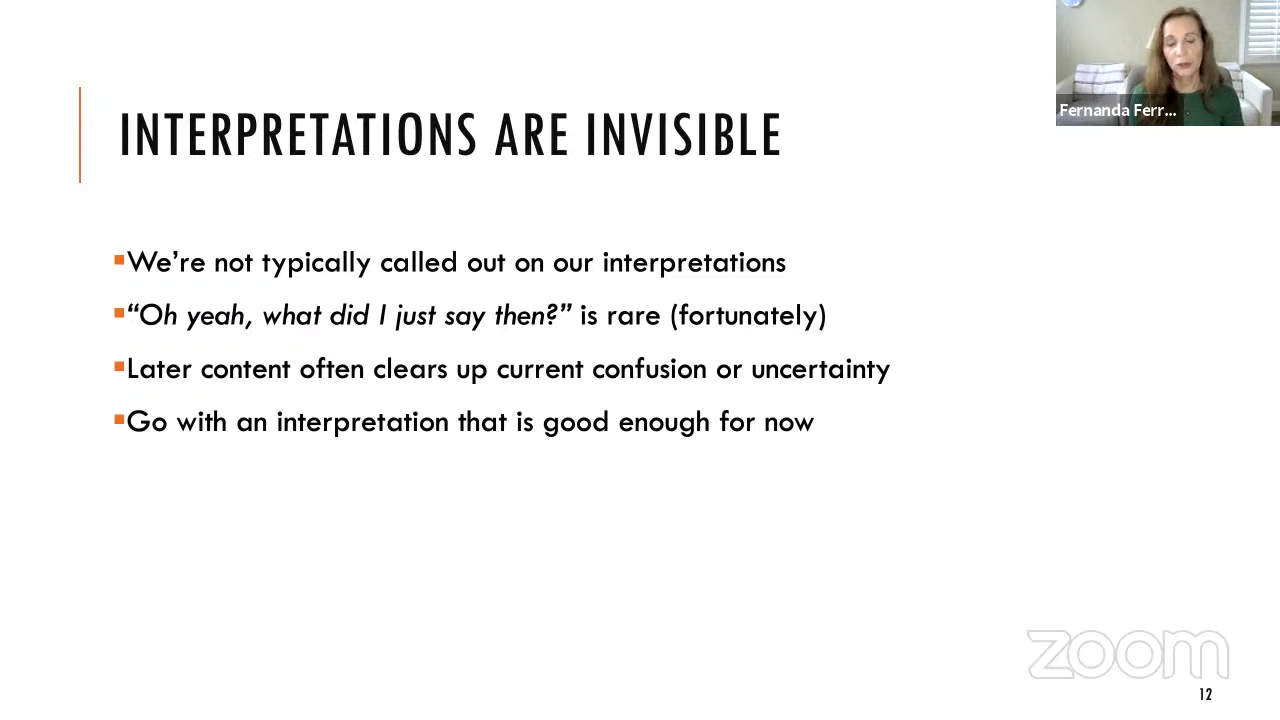 Fernanda Ferr...
INTERPRETATIONS ARE INVISIBLE
▪We’re not typically called out on our interpretations
▪“Oh yeah, what did I just say then?” is rare (fortunately)
▪Later content often clears up current confusion or uncertainty
▪Go with an interpretation that is good enough for now
zoom
12